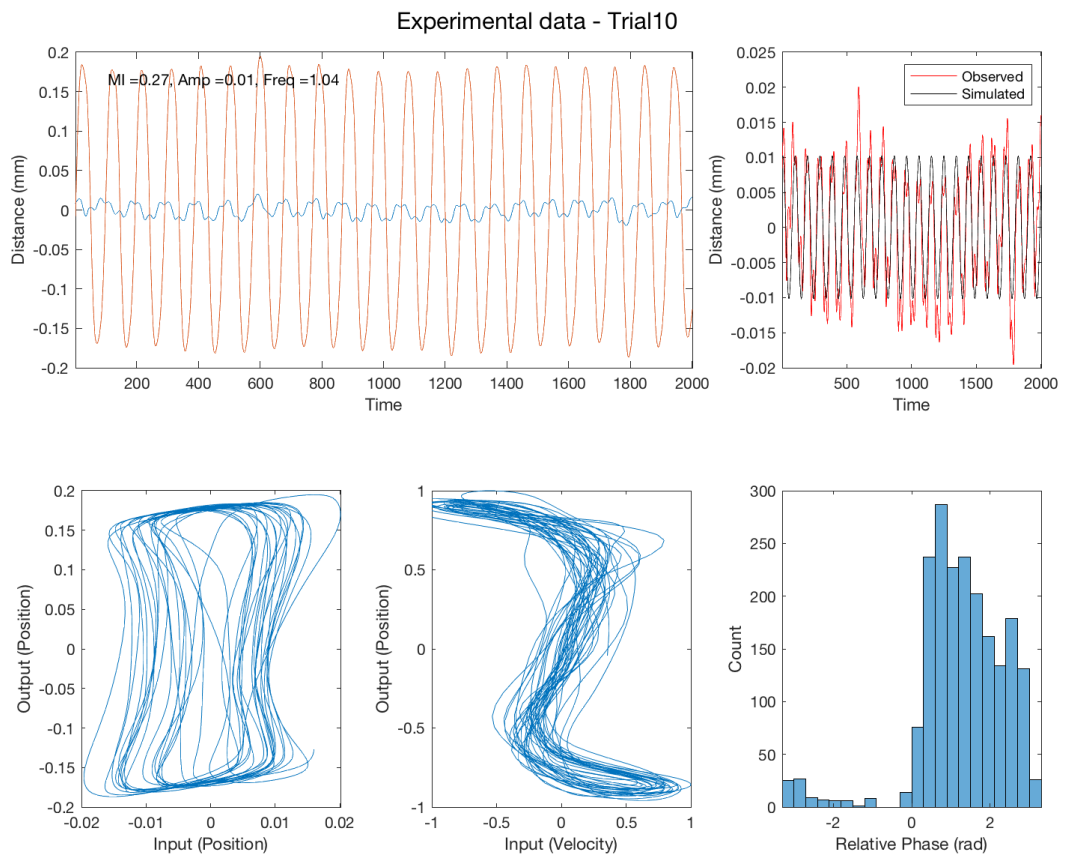 Experimental data - Trial10
MI =0.27, Amp =0.01, Freq =1.04
0.2
0.15
0.1
0.05
0
-0.05
-0.1
-0.15
-0.2
Distance (mm)
200 400 600 800 1000 1200 1400 1600 1800 2000
Time
Observed
Simulated
0.025
0.02
0.015
0.01
0.005
0
-0.005
-0.01
-0.015
-0.02
Distance (mm)
500 1000 1500 2000
Time
0.2
0.15
0.1
0.05
0
-0.05
-0.1
-0.15
-0.2
Output (Position)
-0.02 -0.01 0 0.01 0.02
Input (Position)
1
0.5
0
-0.5
-1
Output (Position)
-1 -0.5 0 0.5 1
Input (Velocity)
300
250
200
150
100
50
0
Count
-2 0 2
Relative Phase (rad)